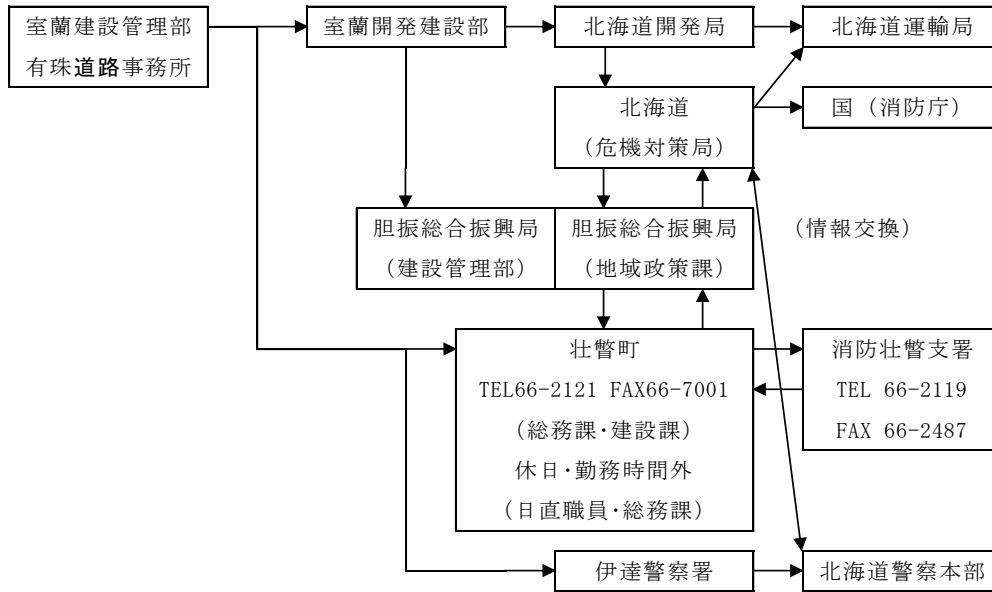 室蘭建設管理部
有珠道路事務所
室蘭開発建設部
北海道開発局
北海道運輸局
北海道
（危機対策局）
国（消防庁）
胆振総合振興局
（建設管理部）
胆振総合振興局
（地域政策課）
（情報交換）
壮瞥町
TEL66-2121 FAX66-7001
（総務課・建設課）
休日・勤務時間外
（日直職員・総務課）
消防壮瞥支署
TEL 66-2119
FAX 66-2487
伊達警察署
北海道警察本部